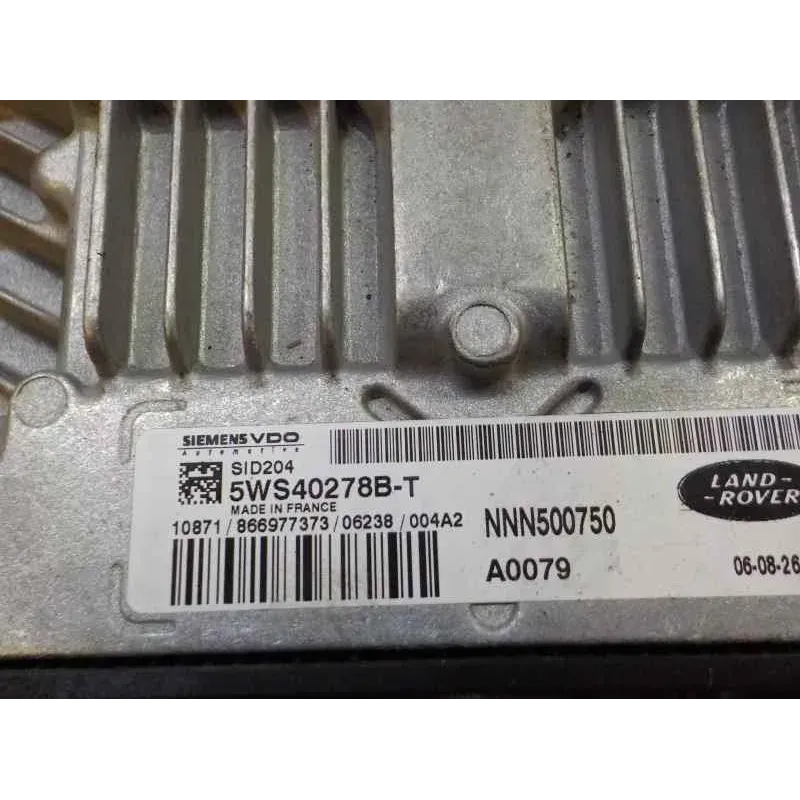 SIEMENS VDO
Automotive
SID204
5WS40278B-T
MADE IN FRANCE
10871/866977373/06238/004A2
NNN500750
A0079
LAND-
-ROVER
06-08-26